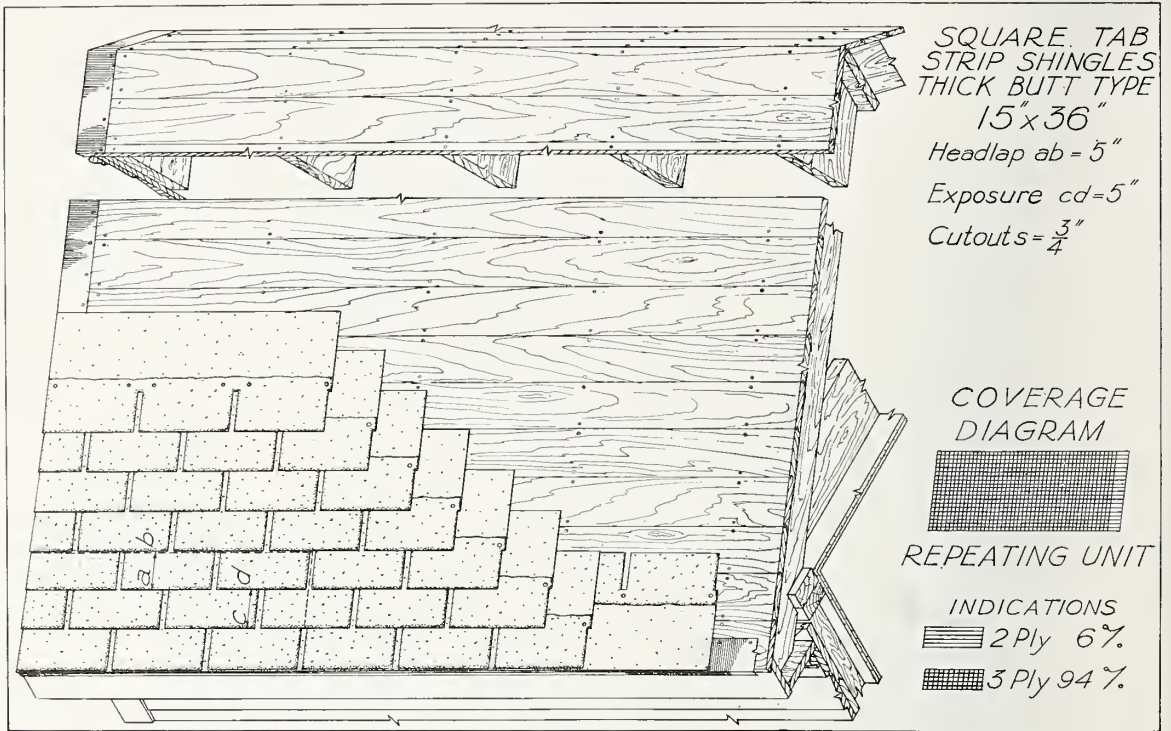 SQUARE. TAB
STRIP SHINGLES
THICK BUTT TYPE
15"x36"
Headlap ab = 5"
Exposure cd=5"
Cutouts = 3/4"
a b
c d
COVERAGE
DIAGRAM
REPEATING UNIT
INDICATIONS
2 Ply 6%.
3 Ply 94%.